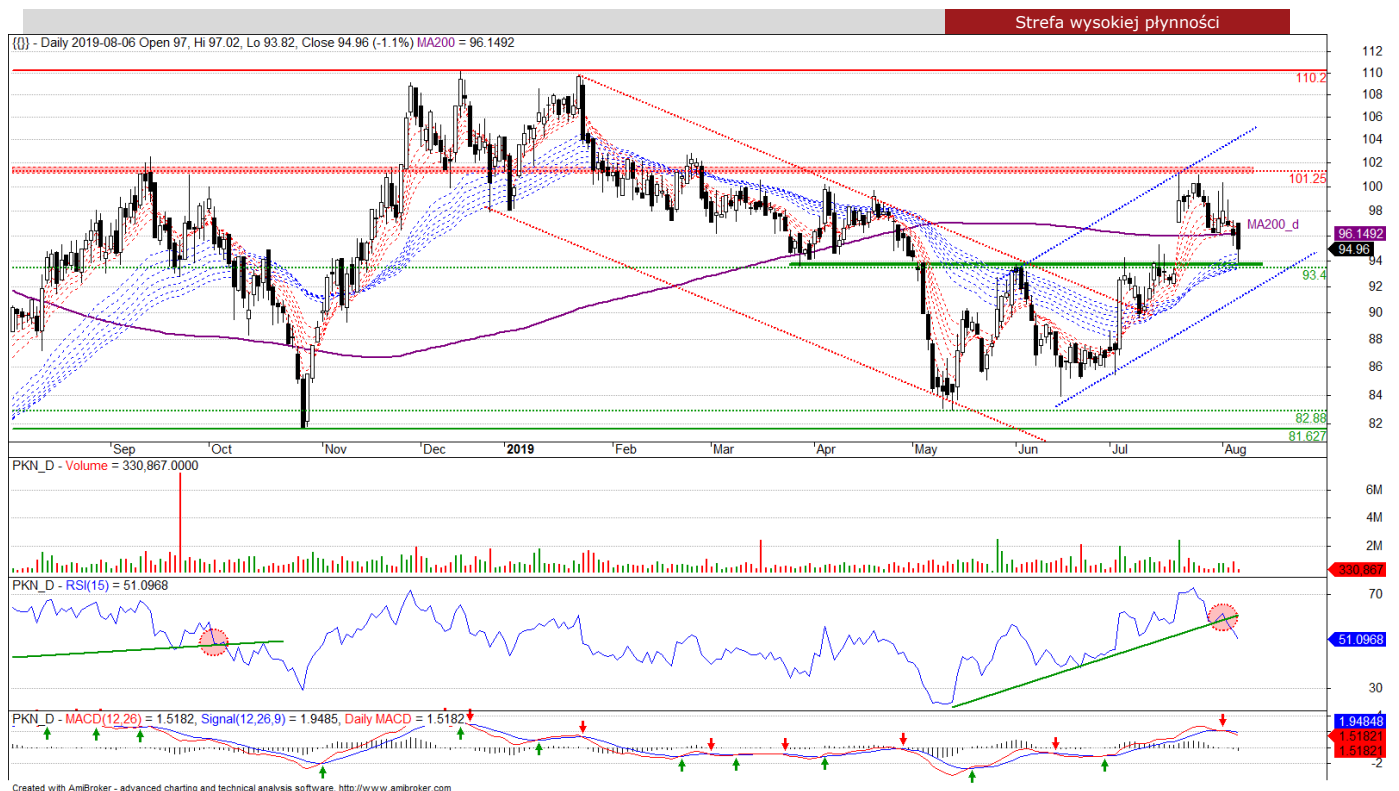 Strefa wysokiej płynności
{{}} - Daily 2019-08-06 Open 97, Hi 97.02, Lo 93.82, Close 94.96 (-1.1%) MA200 = 96.1492
112
110
110.2
108
106
104
102
101.25
100
98
MA200_d
96.1492
94.96
94
93.4
92
90
88
86
84
82.88
82
81.627
Sep Oct Nov Dec 2019 Feb Mar Apr May Jun Jul Aug
PKN_D - Volume = 330,867.0000
6M
4M
2M
330,867
PKN_D - RSI(15) = 51.0968
70
51.0968
30
PKN_D - MACD(12,26) = 1.5182, Signal(12,26,9) = 1.9485, Daily MACD = 1.5182
1.94848
1.51821
1.51821
-2
Created with AmiBroker - advanced charting and technical analysis software. http://www.amibroker.com